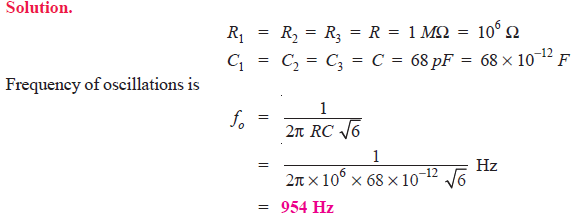 Solution.
R₁ = R₂ = R₃ = R = 1 MΩ = 10⁶ Ω
C₁ = C₂ = C₃ = C = 68 pF = 68 × 10⁻¹² F
Frequency of oscillations is
fₒ = 1 / 2π RC √6
= 1 / 2π × 10⁶ × 68 × 10⁻¹² √6 Hz
= 954 Hz